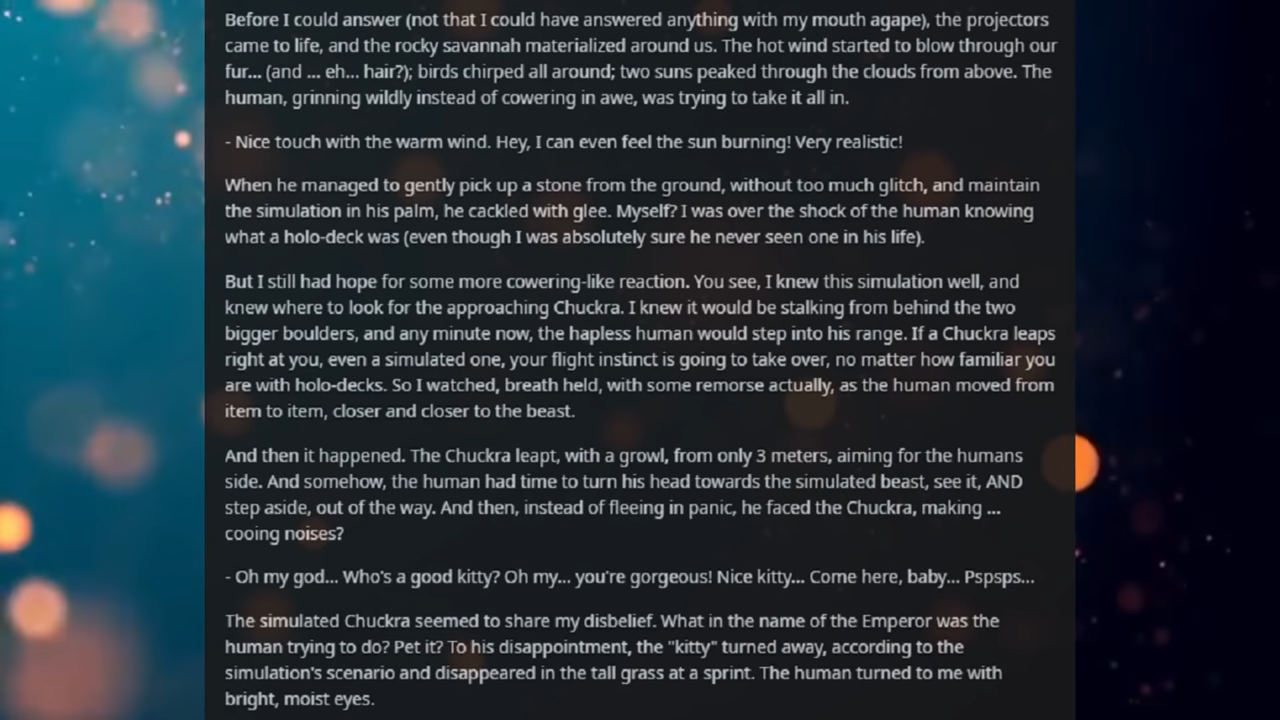 Before I could answer (not that I could have answered anything with my mouth agape), the projectors
came to life, and the rocky savannah materialized around us. The hot wind started to blow through our
fur... (and ... eh... hair?); birds chirped all around; two suns peaked through the clouds from above. The
human, grinning wildly instead of cowering in awe, was trying to take it all in.
- Nice touch with the warm wind. Hey, I can even feel the sun burning! Very realistic!
When he managed to gently pick up a stone from the ground, without too much glitch, and maintain
the simulation in his palm, he cackled with glee. Myself? I was over the shock of the human knowing
what a holo-deck was (even though I was absolutely sure he never seen one in his life).
But I still had hope for some more cowering-like reaction. You see, I knew this simulation well, and
knew where to look for the approaching Chuckra. I knew it would be stalking from behind the two
bigger boulders, and any minute now, the hapless human would step into his range. If a Chuckra leaps
right at you, even a simulated one, your flight instinct is going to take over, no matter how familiar you
are with holo-decks. So I watched, breath held, with some remorse actually, as the human moved from
item to item, closer and closer to the beast.
And then it happened. The Chuckra leapt, with a growl, from only 3 meters, aiming for the humans
side. And somehow, the human had time to turn his head towards the simulated beast, see it, AND
step aside, out of the way. And then, instead of fleeing in panic, he faced the Chuckra, making ...
cooing noises?
- Oh my god... Who's a good kitty? Oh my... you're gorgeous! Nice kitty... Come here, baby... Pspsps...
The simulated Chuckra seemed to share my disbelief. What in the name of the Emperor was the
human trying to do? Pet it? To his disappointment, the "kitty" turned away, according to the
simulation's scenario and disappeared in the tall grass at a sprint. The human turned to me with
bright, moist eyes.